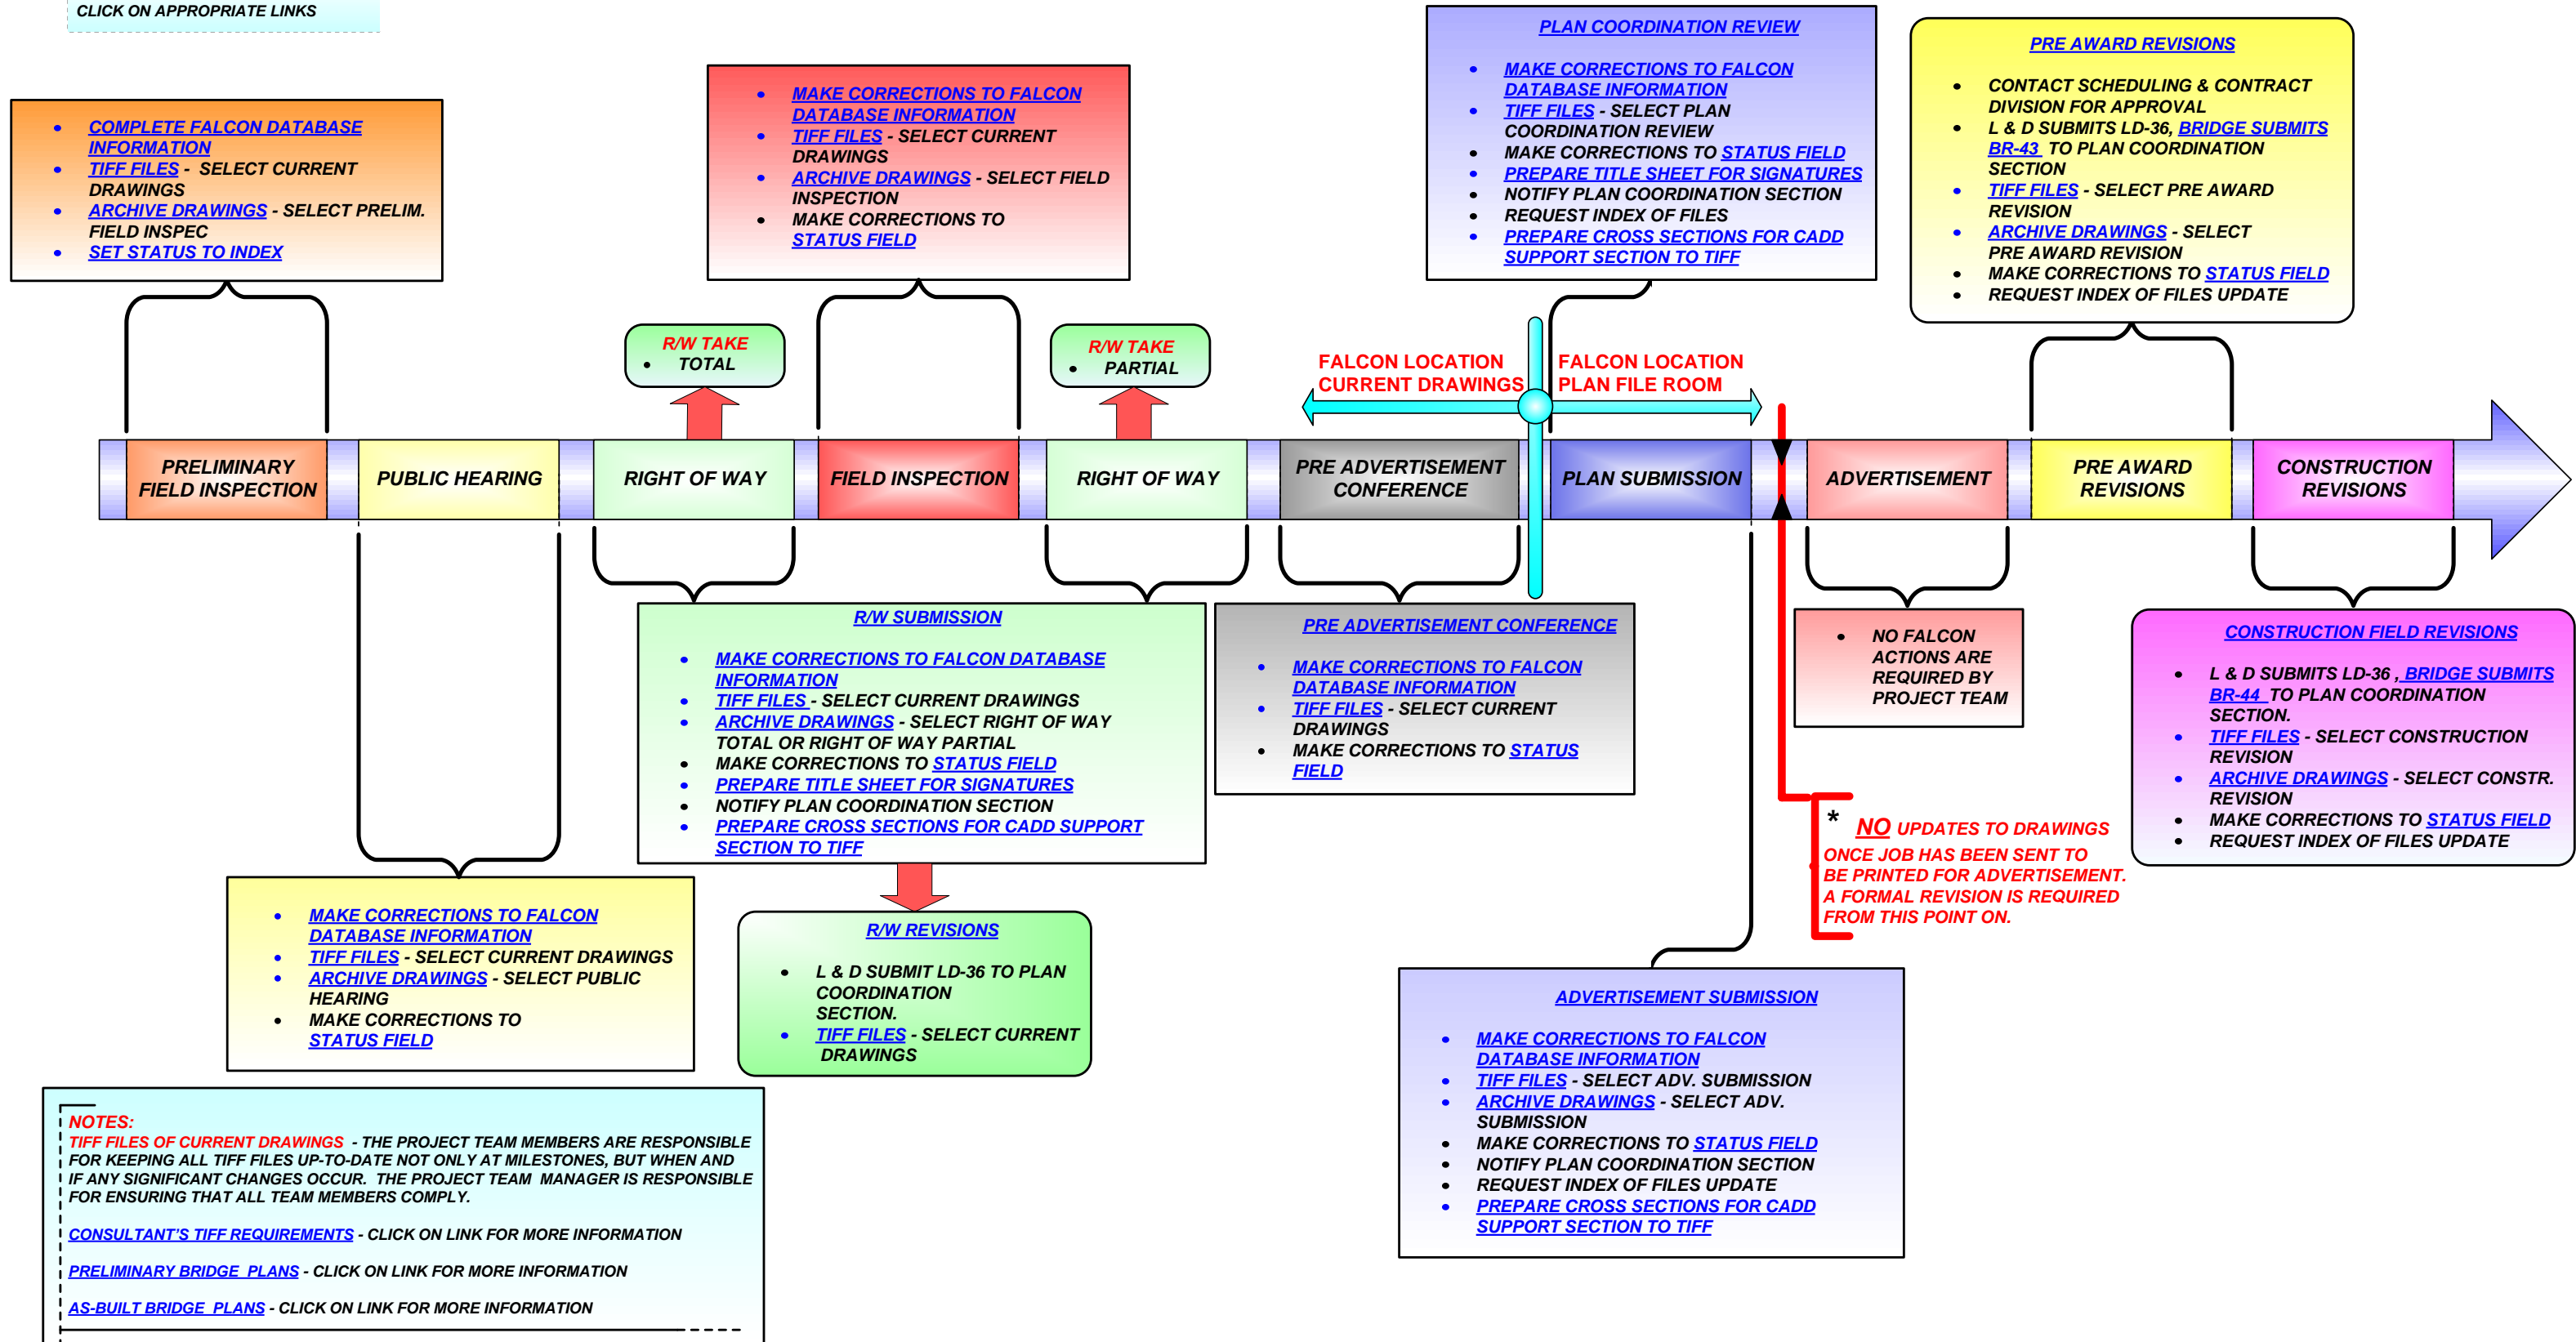 CLICK ON APPROPRIATE LINKS
• COMPLETE FALCON DATABASE
INFORMATION
• TIFF FILES - SELECT CURRENT
DRAWINGS
• ARCHIVE DRAWINGS - SELECT PRELIM.
FIELD INSPEC
• SET STATUS TO INDEX
• MAKE CORRECTIONS TO FALCON
DATABASE INFORMATION
• TIFF FILES - SELECT CURRENT
DRAWINGS
• ARCHIVE DRAWINGS - SELECT FIELD
INSPECTION
• MAKE CORRECTIONS TO
STATUS FIELD
PLAN COORDINATION REVIEW
• MAKE CORRECTIONS TO FALCON
DATABASE INFORMATION
• TIFF FILES - SELECT PLAN
COORDINATION REVIEW
• MAKE CORRECTIONS TO STATUS FIELD
• PREPARE TITLE SHEET FOR SIGNATURES
• NOTIFY PLAN COORDINATION SECTION
• REQUEST INDEX OF FILES
• PREPARE CROSS SECTIONS FOR CADD
SUPPORT SECTION TO TIFF
PRE AWARD REVISIONS
• CONTACT SCHEDULING & CONTRACT
DIVISION FOR APPROVAL
• L & D SUBMITS LD-36, BRIDGE SUBMITS
BR-43 TO PLAN COORDINATION
SECTION
• TIFF FILES - SELECT PRE AWARD
REVISION
• ARCHIVE DRAWINGS - SELECT
PRE AWARD REVISION
• MAKE CORRECTIONS TO STATUS FIELD
• REQUEST INDEX OF FILES UPDATE
R/W TAKE
• TOTAL
R/W TAKE
• PARTIAL
FALCON LOCATION
CURRENT DRAWINGS
FALCON LOCATION
PLAN FILE ROOM
PRELIMINARY
FIELD INSPECTION
PUBLIC HEARING
RIGHT OF WAY
FIELD INSPECTION
RIGHT OF WAY
PRE ADVERTISEMENT
CONFERENCE
PLAN SUBMISSION
ADVERTISEMENT
PRE AWARD
REVISIONS
CONSTRUCTION
REVISIONS
R/W SUBMISSION
• MAKE CORRECTIONS TO FALCON DATABASE
INFORMATION
• TIFF FILES - SELECT CURRENT DRAWINGS
• ARCHIVE DRAWINGS - SELECT RIGHT OF WAY
TOTAL OR RIGHT OF WAY PARTIAL
• MAKE CORRECTIONS TO STATUS FIELD
• PREPARE TITLE SHEET FOR SIGNATURES
• NOTIFY PLAN COORDINATION SECTION
• PREPARE CROSS SECTIONS FOR CADD SUPPORT
SECTION TO TIFF
PRE ADVERTISEMENT CONFERENCE
• MAKE CORRECTIONS TO FALCON
DATABASE INFORMATION
• TIFF FILES - SELECT CURRENT
DRAWINGS
• MAKE CORRECTIONS TO STATUS
FIELD
• NO FALCON
ACTIONS ARE
REQUIRED BY
PROJECT TEAM
CONSTRUCTION FIELD REVISIONS
• L & D SUBMITS LD-36 , BRIDGE SUBMITS
BR-44 TO PLAN COORDINATION
SECTION.
• TIFF FILES - SELECT CONSTRUCTION
REVISION
• ARCHIVE DRAWINGS - SELECT CONSTR.
REVISION
• MAKE CORRECTIONS TO STATUS FIELD
• REQUEST INDEX OF FILES UPDATE
* NO UPDATES TO DRAWINGS
ONCE JOB HAS BEEN SENT TO
BE PRINTED FOR ADVERTISEMENT.
A FORMAL REVISION IS REQUIRED
FROM THIS POINT ON.
• MAKE CORRECTIONS TO FALCON
DATABASE INFORMATION
• TIFF FILES - SELECT CURRENT DRAWINGS
• ARCHIVE DRAWINGS - SELECT PUBLIC
HEARING
• MAKE CORRECTIONS TO
STATUS FIELD
R/W REVISIONS
• L & D SUBMIT LD-36 TO PLAN
COORDINATION
SECTION.
• TIFF FILES - SELECT CURRENT
DRAWINGS
ADVERTISEMENT SUBMISSION
• MAKE CORRECTIONS TO FALCON
DATABASE INFORMATION
• TIFF FILES - SELECT ADV. SUBMISSION
• ARCHIVE DRAWINGS - SELECT ADV.
SUBMISSION
• MAKE CORRECTIONS TO STATUS FIELD
• NOTIFY PLAN COORDINATION SECTION
• REQUEST INDEX OF FILES UPDATE
• PREPARE CROSS SECTIONS FOR CADD
SUPPORT SECTION TO TIFF
NOTES:
TIFF FILES OF CURRENT DRAWINGS - THE PROJECT TEAM MEMBERS ARE RESPONSIBLE
FOR KEEPING ALL TIFF FILES UP-TO-DATE NOT ONLY AT MILESTONES, BUT WHEN AND
IF ANY SIGNIFICANT CHANGES OCCUR. THE PROJECT TEAM MANAGER IS RESPONSIBLE
FOR ENSURING THAT ALL TEAM MEMBERS COMPLY.
CONSULTANT'S TIFF REQUIREMENTS - CLICK ON LINK FOR MORE INFORMATION
PRELIMINARY BRIDGE PLANS - CLICK ON LINK FOR MORE INFORMATION
AS-BUILT BRIDGE PLANS - CLICK ON LINK FOR MORE INFORMATION